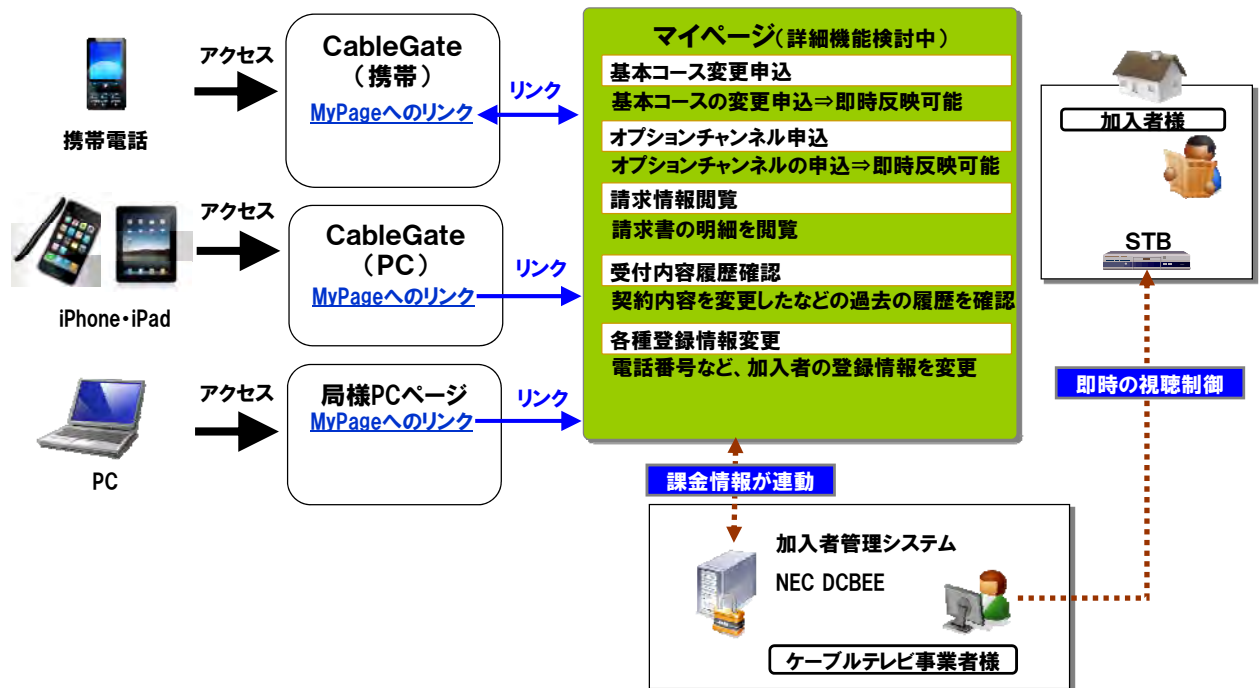 携帯電話
アクセス
CableGate
(携帯)
MyPageへのリンク
リンク
iPhone・iPad
アクセス
CableGate
(PC)
MyPageへのリンク
リンク
PC
アクセス
局様PCページ
MyPageへのリンク
リンク
マイページ(詳細機能検討中)
基本コース変更申込
基本コースの変更申込⇒即時反映可能
オプションチャンネル申込
オプションチャンネルの申込⇒即時反映可能
請求情報閲覧
請求書の明細を閲覧
受付内容履歴確認
契約内容を変更したなどの過去の履歴を確認
各種登録情報変更
電話番号など、加入者の登録情報を変更
加入者様
STB
即時の視聴制御
課金情報が連動
加入者管理システム
NEC DCBEE
ケーブルテレビ事業者様